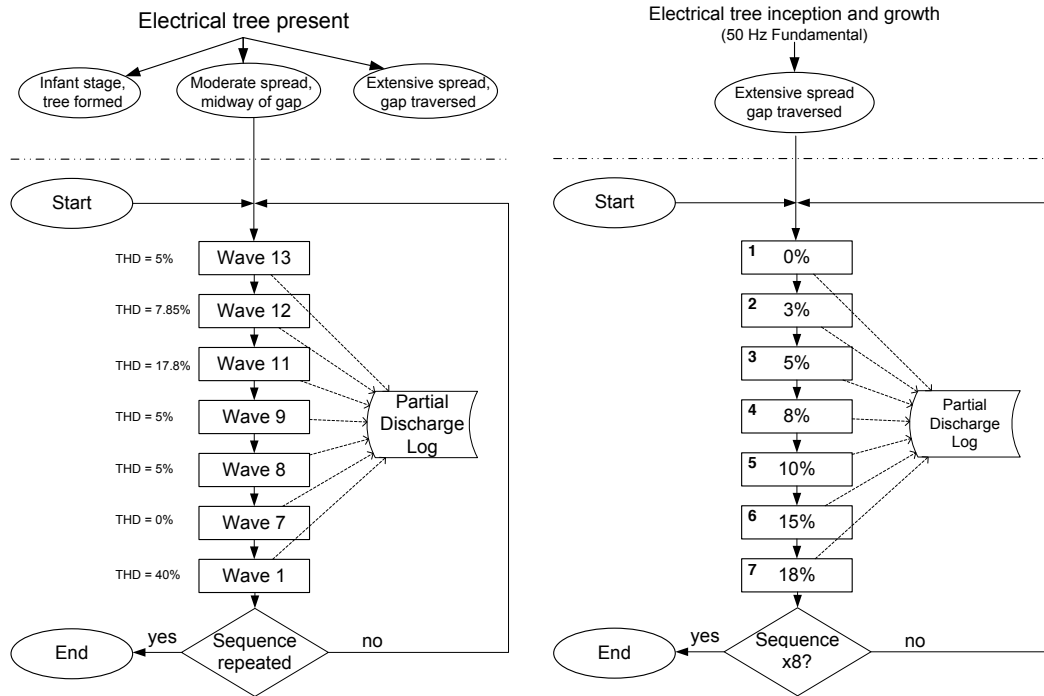 Electrical tree present
Infant stage,
tree formed
Moderate spread,
midway of gap
Extensive spread,
gap traversed
Start
THD = 5%
Wave 13
THD = 7.85%
Wave 12
THD = 17.8%
Wave 11
THD = 5%
Wave 9
THD = 5%
Wave 8
THD = 0%
Wave 7
THD = 40%
Wave 1
Partial
Discharge
Log
Sequence
repeated
yes
no
End
Electrical tree inception and growth
(50 Hz Fundamental)
Extensive spread
gap traversed
Start
1 0%
2 3%
3 5%
4 8%
5 10%
6 15%
7 18%
Partial
Discharge
Log
Sequence
x8?
yes
no
End